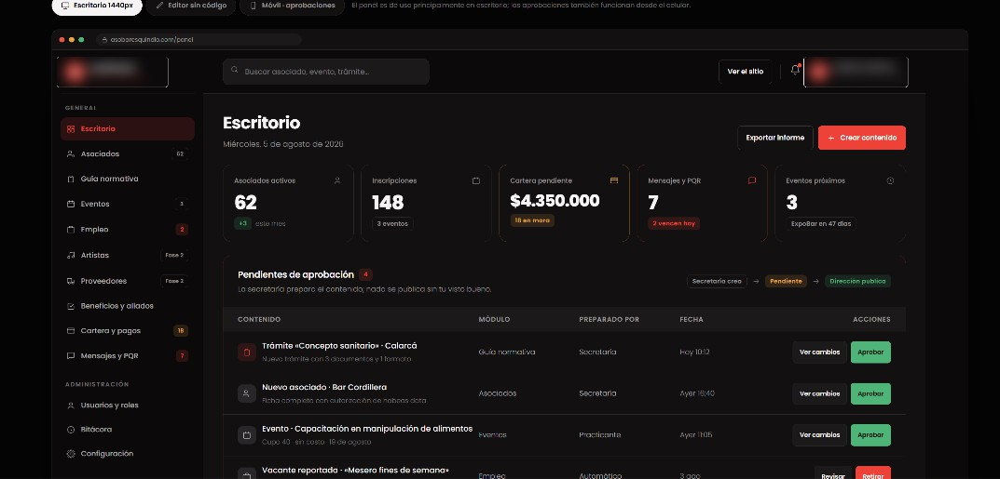 Escritorio 1440px
Editor sin código
Móvil · aprobaciones
El panel es de uso principalmente en escritorio; las aprobaciones también funcionan desde el celular.
asobaresquindio.com/panel
Buscar asociado, evento, trámite...
Ver el sitio
GENERAL
Escritorio
Asociados 62
Guía normativa
Eventos 3
Empleo 2
Artistas Fase 2
Proveedores Fase 2
Beneficios y aliados
Cartera y pagos 18
Mensajes y PQR 7
ADMINISTRACIÓN
Usuarios y roles
Bitácora
Configuración
Escritorio
Miércoles, 5 de agosto de 2026
Exportar informe
+ Crear contenido
Asociados activos
62
+3 este mes
Inscripciones
148
3 eventos
Cartera pendiente
$4.350.000
18 en mora
Mensajes y PQR
7
2 vencen hoy
Eventos próximos
3
ExpoBar en 47 días
Pendientes de aprobación 4
La secretaría prepara el contenido; nada se publica sin tu visto bueno.
Secretaría crea → Pendiente → Dirección publica
CONTENIDO MÓDULO PREPARADO POR FECHA ACCIONES
Trámite «Concepto sanitario» · Calarcá
Nuevo trámite con 3 documentos y 1 formato
Guía normativa Secretaría Hoy 10:12 Ver cambios Aprobar
Nuevo asociado · Bar Cordillera
Ficha completa con autorización de habeas data
Asociados Secretaría Ayer 16:40 Ver cambios Aprobar
Evento · Capacitación en manipulación de alimentos
Cupo 40 · sin costo · 19 de agosto
Eventos Practicante Ayer 11:05 Ver cambios Aprobar
Vacante reportada · «Mesero fines de semana»
Empleo Automático 3 ago Revisar Retirar